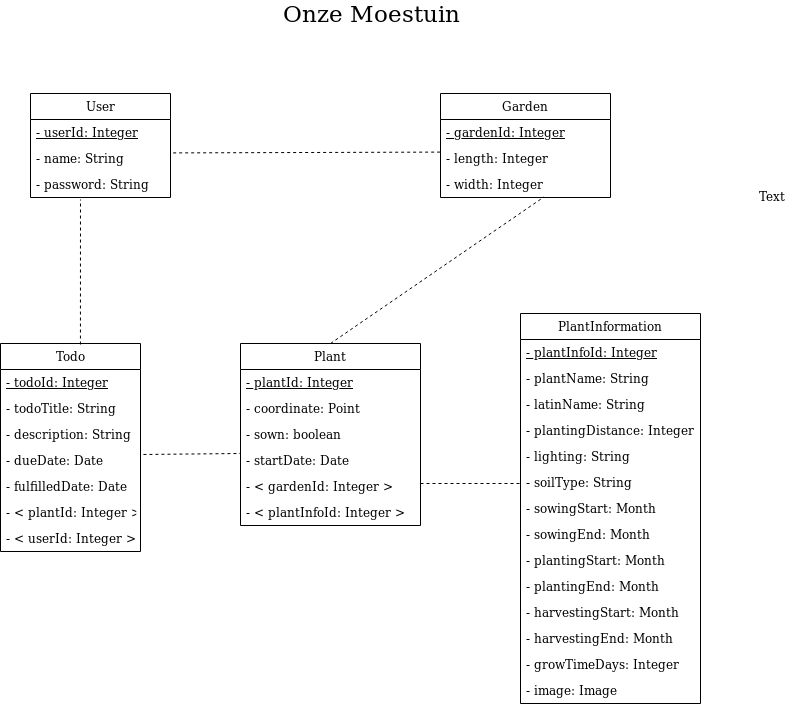 Onze Moestuin
User
- userId: Integer
- name: String
- password: String
Garden
- gardenId: Integer
- length: Integer
- width: Integer
Text
Todo
- todoId: Integer
- todoTitle: String
- description: String
- dueDate: Date
- fulfilledDate: Date
- < plantId: Integer >
- < userId: Integer >
Plant
- plantId: Integer
- coordinate: Point
- sown: boolean
- startDate: Date
- < gardenId: Integer >
- < plantInfoId: Integer >
PlantInformation
- plantInfoId: Integer
- plantName: String
- latinName: String
- plantingDistance: Integer
- lighting: String
- soilType: String
- sowingStart: Month
- sowingEnd: Month
- plantingStart: Month
- plantingEnd: Month
- harvestingStart: Month
- harvestingEnd: Month
- growTimeDays: Integer
- image: Image